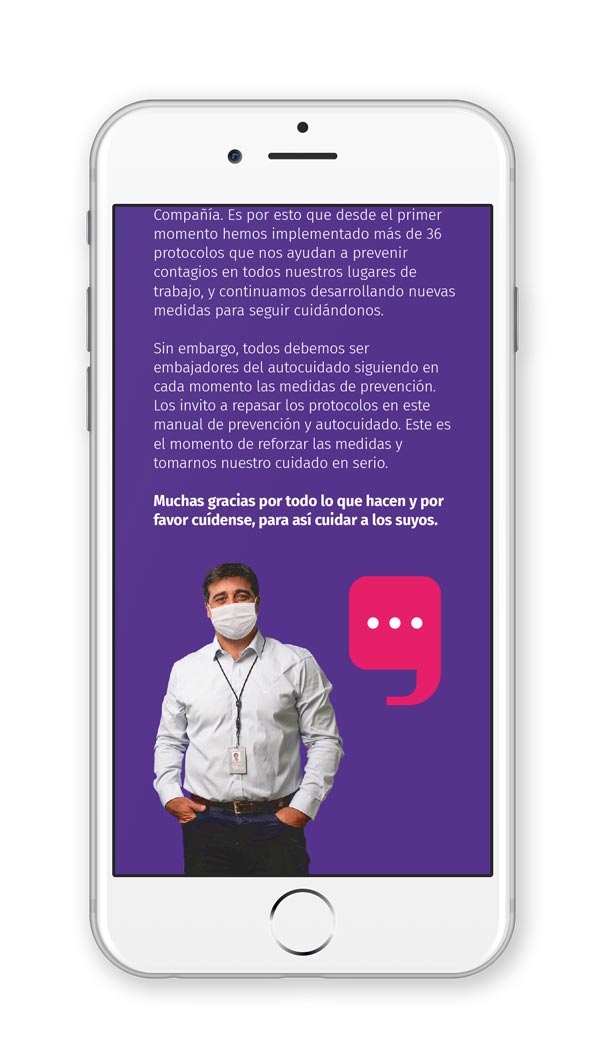 Compañía. Es por esto que desde el primer
momento hemos implementado más de 36
protocolos que nos ayudan a prevenir
contagios en todos nuestros lugares de
trabajo, y continuamos desarrollando nuevas
medidas para seguir cuidándonos.
Sin embargo, todos debemos ser
embajadores del autocuidado siguiendo en
cada momento las medidas de prevención.
Los invito a repasar los protocolos en este
manual de prevención y autocuidado. Este es
el momento de reforzar las medidas y
tomarnos nuestro cuidado en serio.
Muchas gracias por todo lo que hacen y por
favor cuídense, para así cuidar a los suyos.